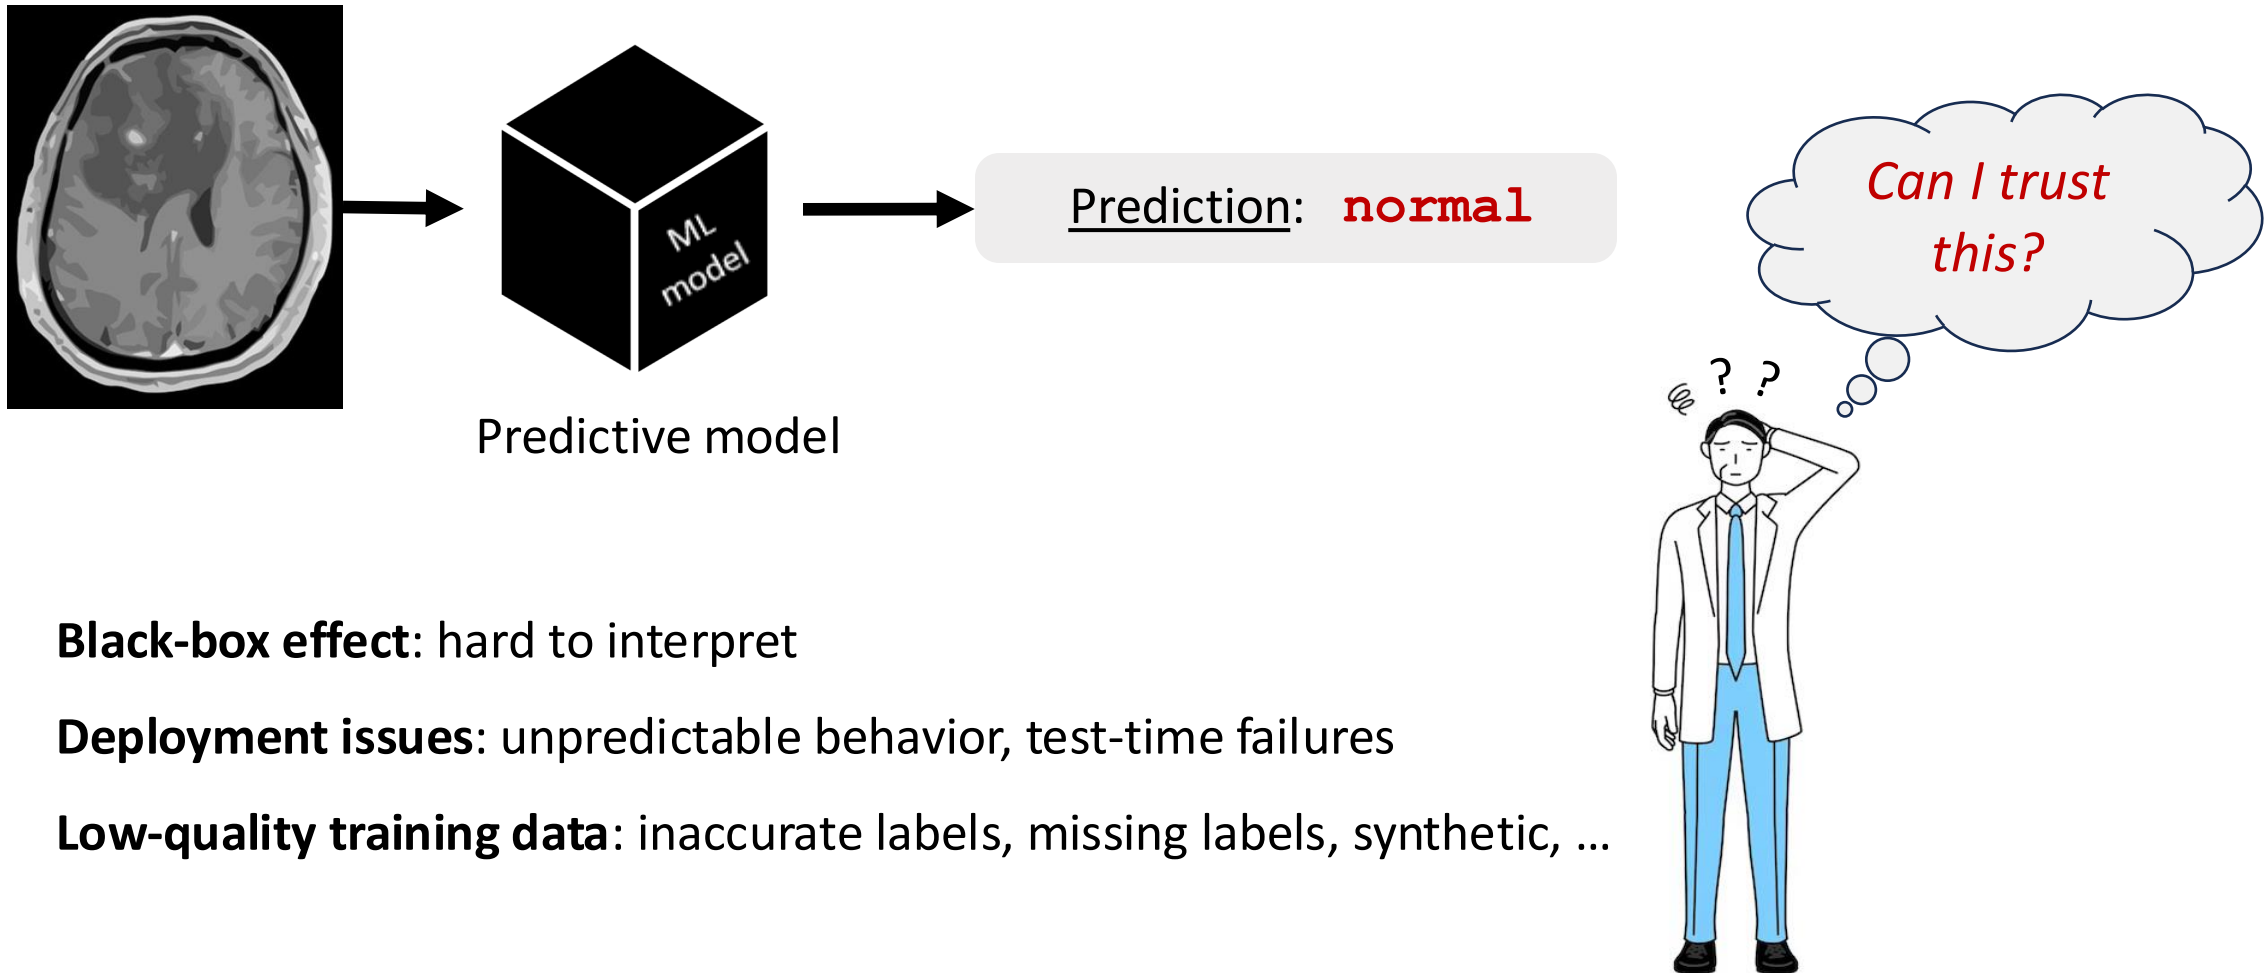 ML
model
Predictive model
Prediction: normal
Can I trust
this?
? ?
Black-box effect: hard to interpret
Deployment issues: unpredictable behavior, test-time failures
Low-quality training data: inaccurate labels, missing labels, synthetic, ...